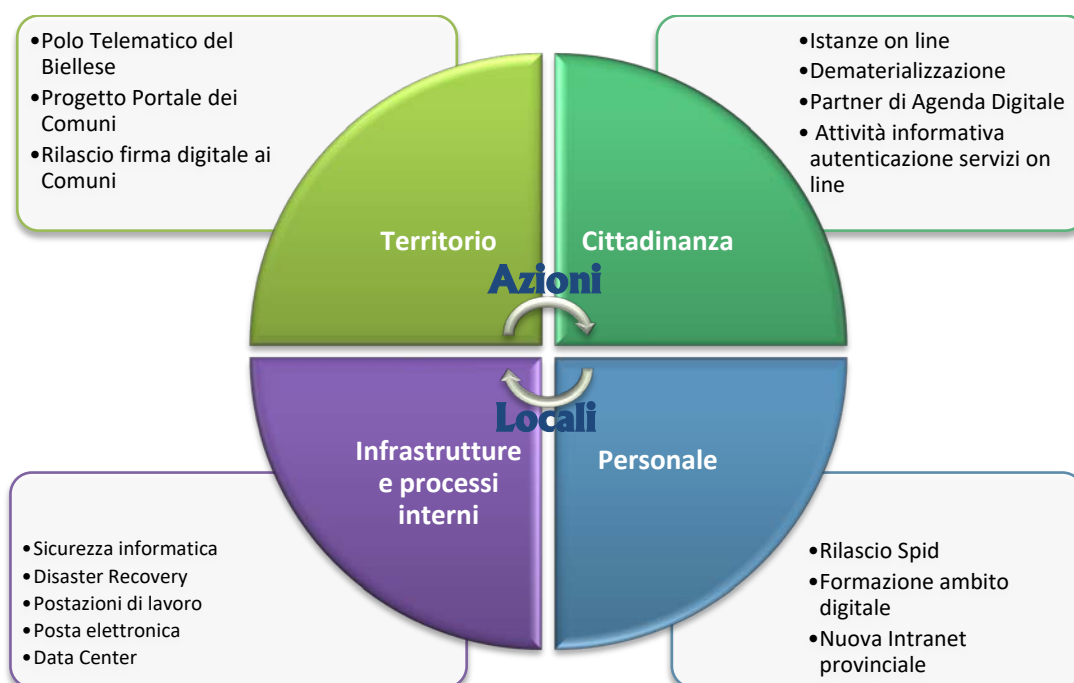 •Polo Telematico del
Biellese
•Progetto Portale dei
Comuni
•Rilascio firma digitale ai
Comuni
•Istanze on line
•Dematerializzazione
•Partner di Agenda Digitale
• Attività informativa
autenticazione servizi on
line
Territorio
Cittadinanza
Azioni
Locali
Infrastrutture
e processi
interni
Personale
•Sicurezza informatica
•Disaster Recovery
•Postazioni di lavoro
•Posta elettronica
•Data Center
•Rilascio Spid
•Formazione ambito
digitale
•Nuova Intranet
provinciale